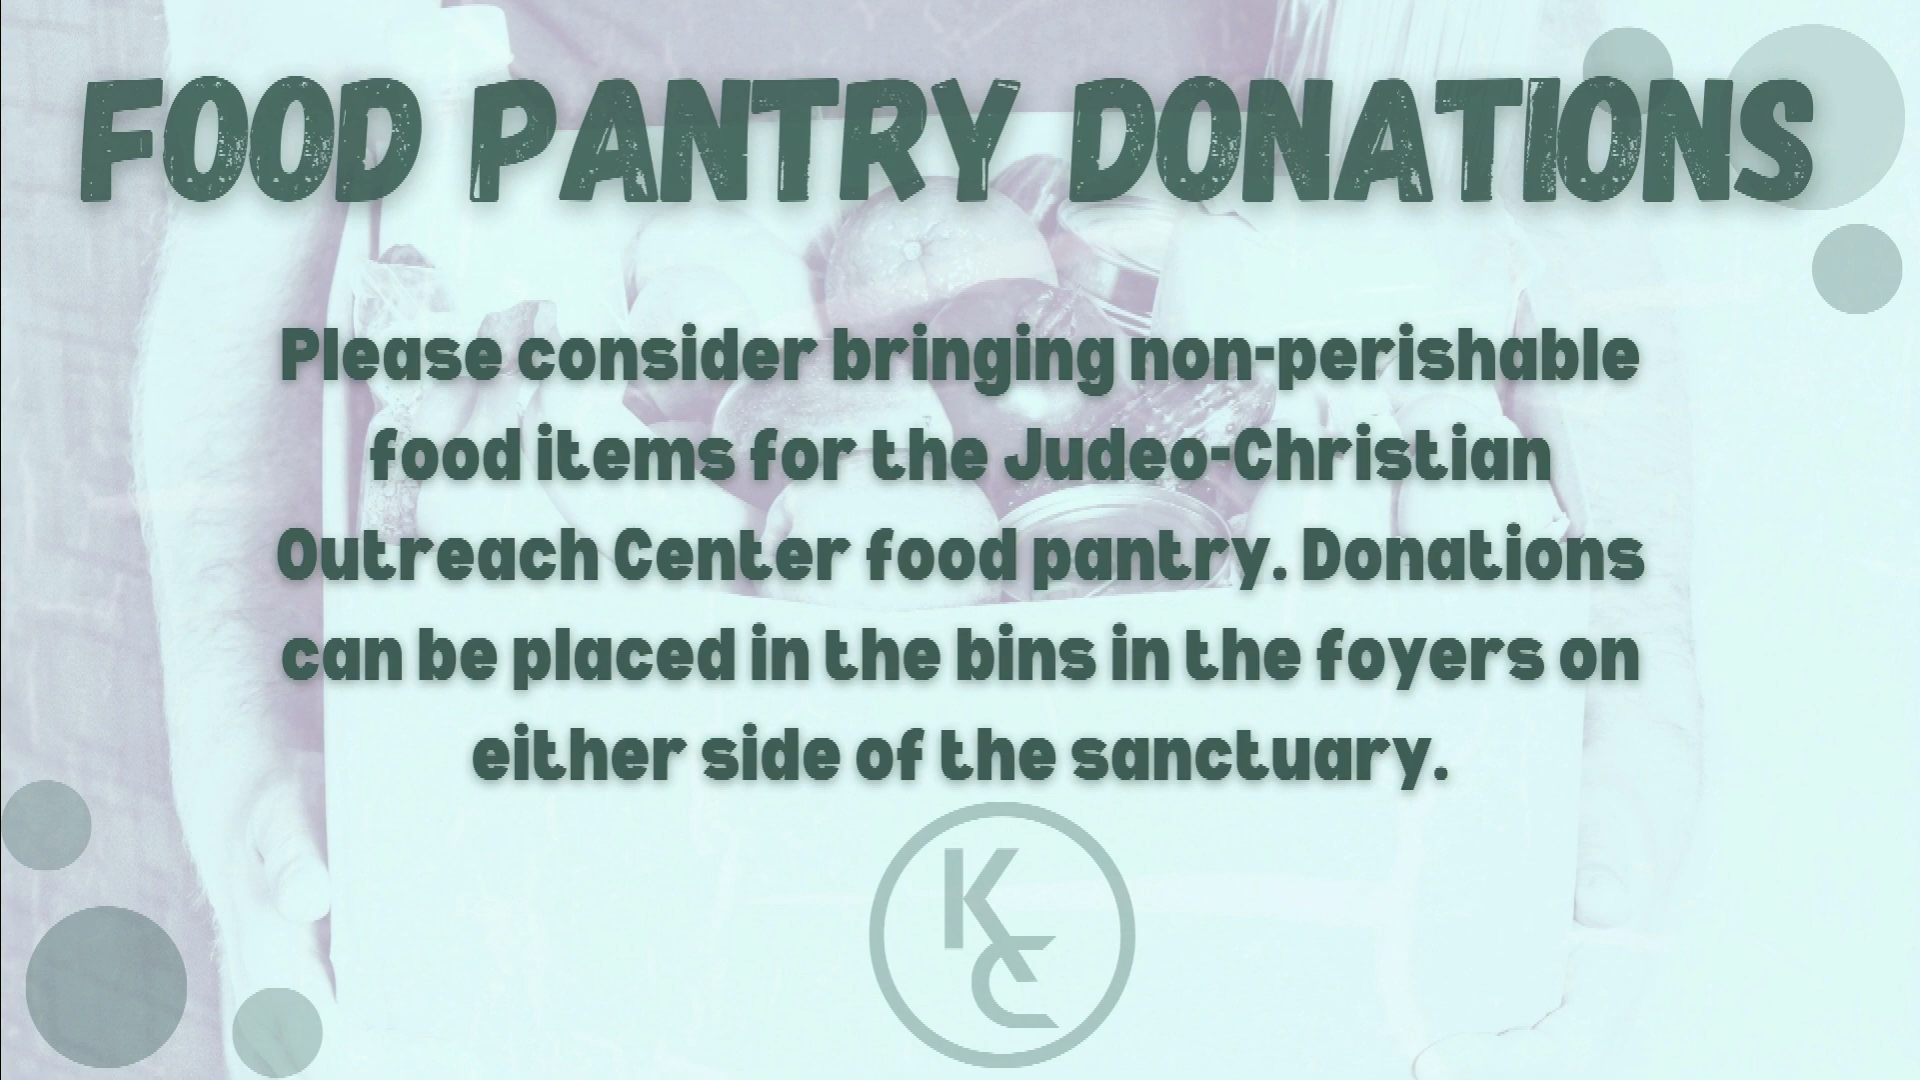 FOOD PANTRY DONATIONS
Please consider bringing non-perishable
food items for the Judeo-Christian
Outreach Center food pantry. Donations
can be placed in the bins in the foyers on
either side of the sanctuary.
KC